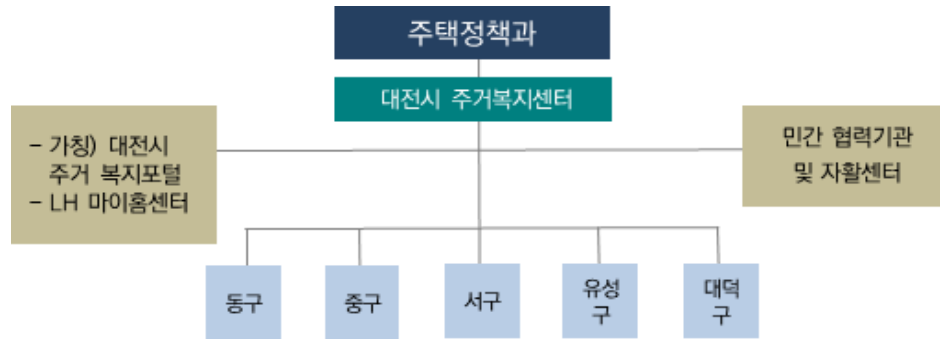 주택정책과
대전시 주거복지센터
– 가칭) 대전시
주거 복지포털
– LH 마이홈센터
민간 협력기관
및 자활센터
동구
중구
서구
유성
구
대덕
구